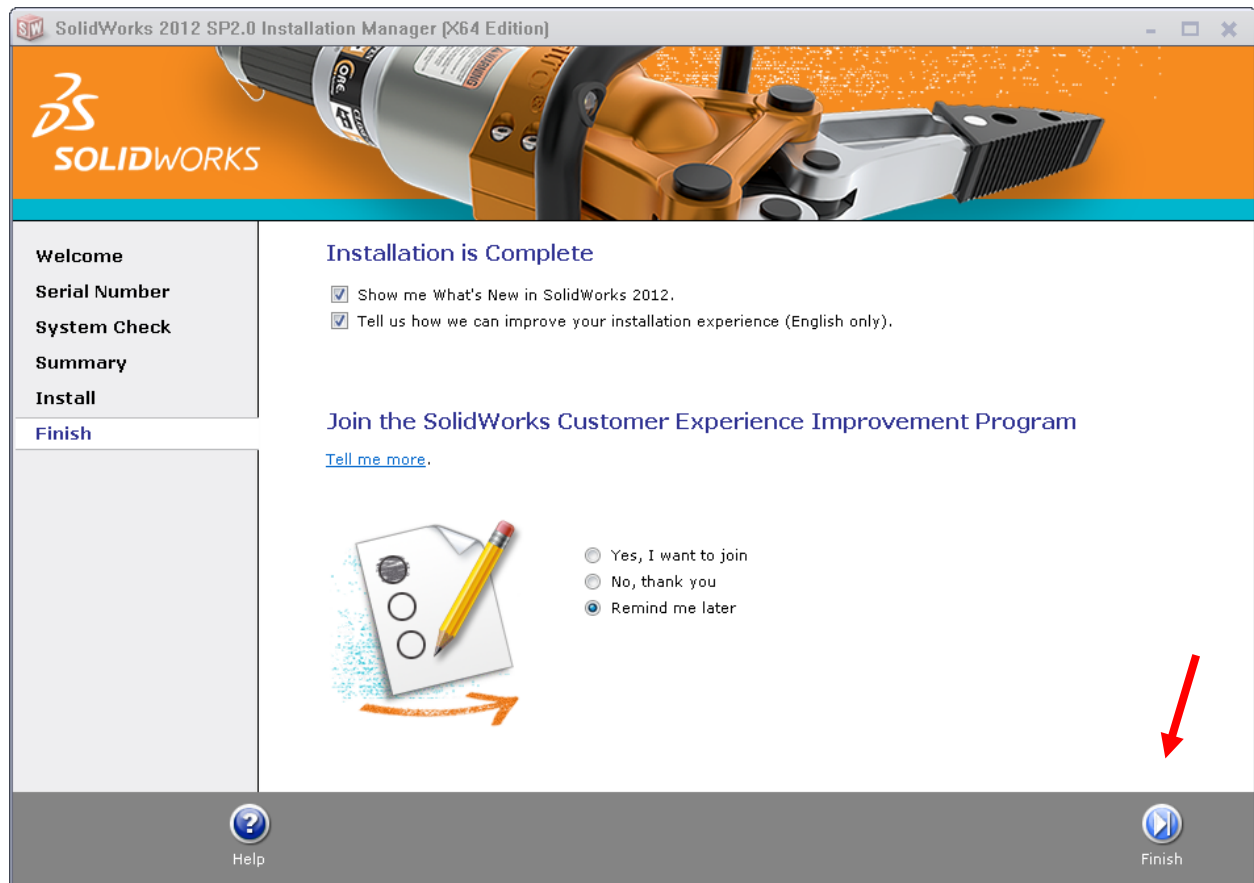 SolidWorks 2012 SP2.0 Installation Manager (X64 Edition)
SOLIDWORKS
WARNING
CORE
Welcome
Serial Number
System Check
Summary
Install
Finish
Installation is Complete
Show me What's New in SolidWorks 2012.
Tell us how we can improve your installation experience (English only).
Join the SolidWorks Customer Experience Improvement Program
Tell me more.
Yes, I want to join
No, thank you
Remind me later
Help
Finish